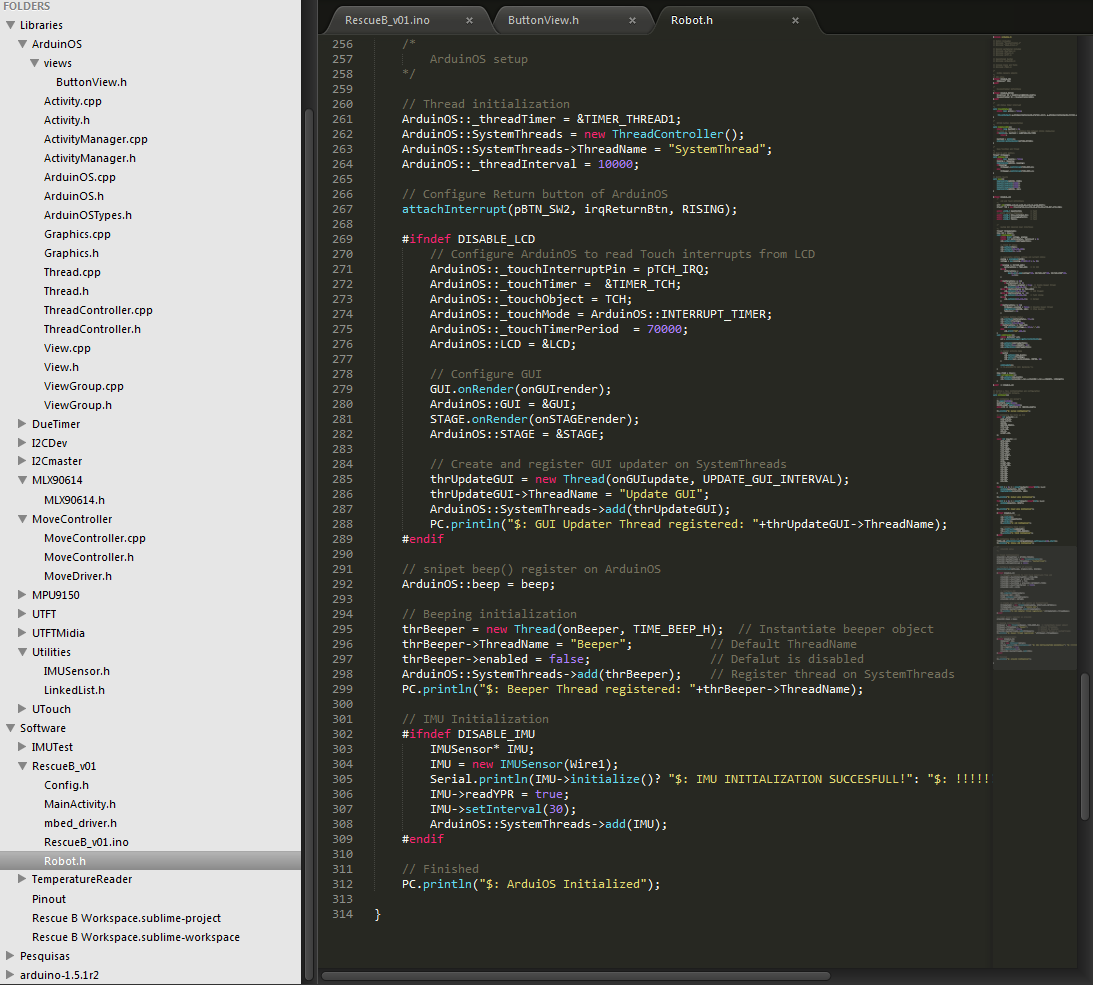 FOLDERS
Libraries
ArduinOS
views
ButtonView.h
Activity.cpp
Activity.h
ActivityManager.cpp
ActivityManager.h
ArduinOS.cpp
ArduinOS.h
ArduinOSTypes.h
Graphics.cpp
Graphics.h
Thread.cpp
Thread.h
ThreadController.cpp
ThreadController.h
View.cpp
View.h
ViewGroup.cpp
ViewGroup.h
DueTimer
I2CDev
I2Cmaster
MLX90614
MLX90614.h
MoveController
MoveController.cpp
MoveController.h
MoveDriver.h
MPU9150
UTFT
UTFTMidia
Utilities
IMUSensor.h
LinkedList.h
UTouch
Software
IMUTest
RescueB_v01
Config.h
MainActivity.h
mbed_driver.h
RescueB_v01.ino
Robot.h
TemperatureReader
Pinout
Rescue B Workspace.sublime-project
Rescue B Workspace.sublime-workspace
Pesquisas
arduino-1.5.1r2
RescueB_v01.ino × ButtonView.h × Robot.h ×
256 /*
257 ArduinOS setup
258 */
259
260 // Thread initialization
261 ArduinOS::_threadTimer = &TIMER_THREAD1;
262 ArduinOS::SystemThreads = new ThreadController();
263 ArduinOS::SystemThreads->ThreadName = "SystemThread";
264 ArduinOS::_threadInterval = 10000;
265
266 // Configure Return button of ArduinOS
267 attachInterrupt(pBTN_SW2, irqReturnBtn, RISING);
268
269 #ifndef DISABLE_LCD
270 // Configure ArduinOS to read Touch interrupts from LCD
271 ArduinOS::_touchInterruptPin = pTCH_IRQ;
272 ArduinOS::_touchTimer =  &TIMER_TCH;
273 ArduinOS::_touchObject = TCH;
274 ArduinOS::_touchMode = ArduinOS::INTERRUPT_TIMER;
275 ArduinOS::_touchTimerPeriod  = 70000;
276 ArduinOS::LCD = &LCD;
277
278 // Configure GUI
279 GUI.onRender(onGUIrender);
280 ArduinOS::GUI = &GUI;
281 STAGE.onRender(onSTAGErender);
282 ArduinOS::STAGE = &STAGE;
283
284 // Create and register GUI updater on SystemThreads
285 thrUpdateGUI = new Thread(onGUIupdate, UPDATE_GUI_INTERVAL);
286 thrUpdateGUI->ThreadName = "Update GUI";
287 ArduinOS::SystemThreads->add(thrUpdateGUI);
288 PC.println("$: GUI Updater Thread registered: "+thrUpdateGUI->ThreadName);
289 #endif
290
291 // snipet beep() register on ArduinOS
292 ArduinOS::beep = beep;
293
294 // Beeping initialization
295 thrBeeper = new Thread(onBeeper, TIME_BEEP_H);  // Instantiate beeper object
296 thrBeeper->ThreadName = "Beeper"; // Default ThreadName
297 thrBeeper->enabled = false; // Defalut is disabled
298 ArduinOS::SystemThreads->add(thrBeeper); // Register thread on SystemThreads
299 PC.println("$: Beeper Thread registered: "+thrBeeper->ThreadName);
300
301 // IMU Initialization
302 #ifndef DISABLE_IMU
303 IMUSensor* IMU;
304 IMU = new IMUSensor(Wire1);
305 Serial.println(IMU->initialize()? "$: IMU INITIALIZATION SUCCESFULL!": "$: !!!!!!
306 IMU->readYPR = true;
307 IMU->setInterval(30);
308 ArduinOS::SystemThreads->add(IMU);
309 #endif
310
311 // Finished
312 PC.println("$: ArduiOS Initialized");
313
314 }